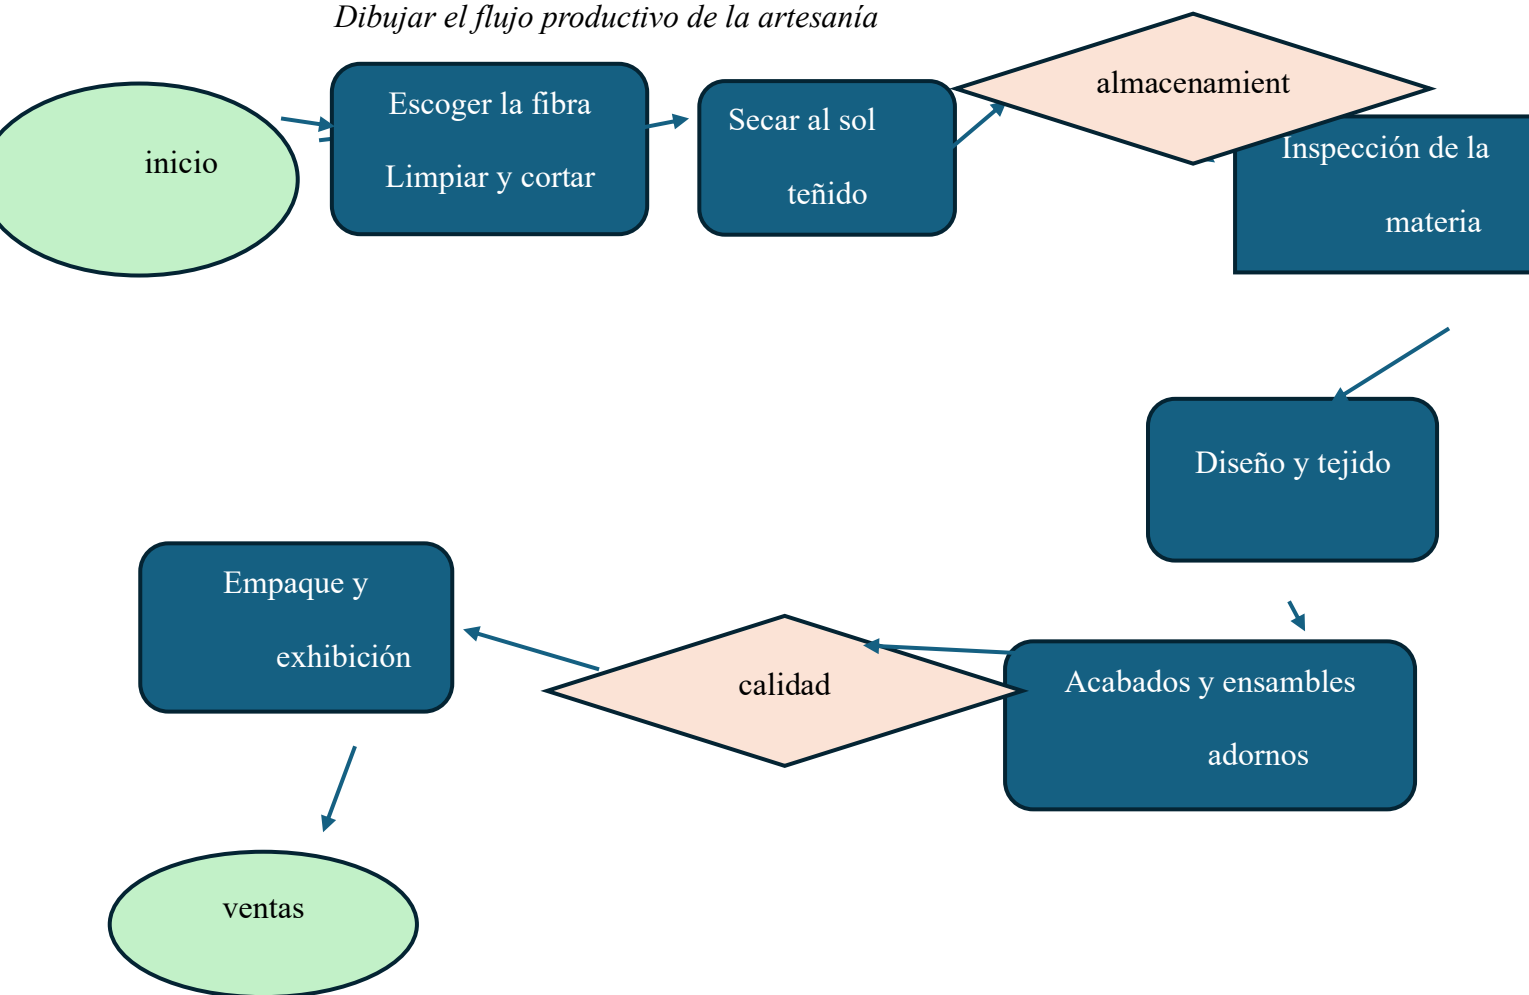 Dibujar el flujo productivo de la artesanía
inicio
Escoger la fibra
Limpiar y cortar
Secar al sol
teñido
almacenamient
Inspección de la
materia
Diseño y tejido
Acabados y ensambles
adornos
calidad
Empaque y
exhibición
ventas